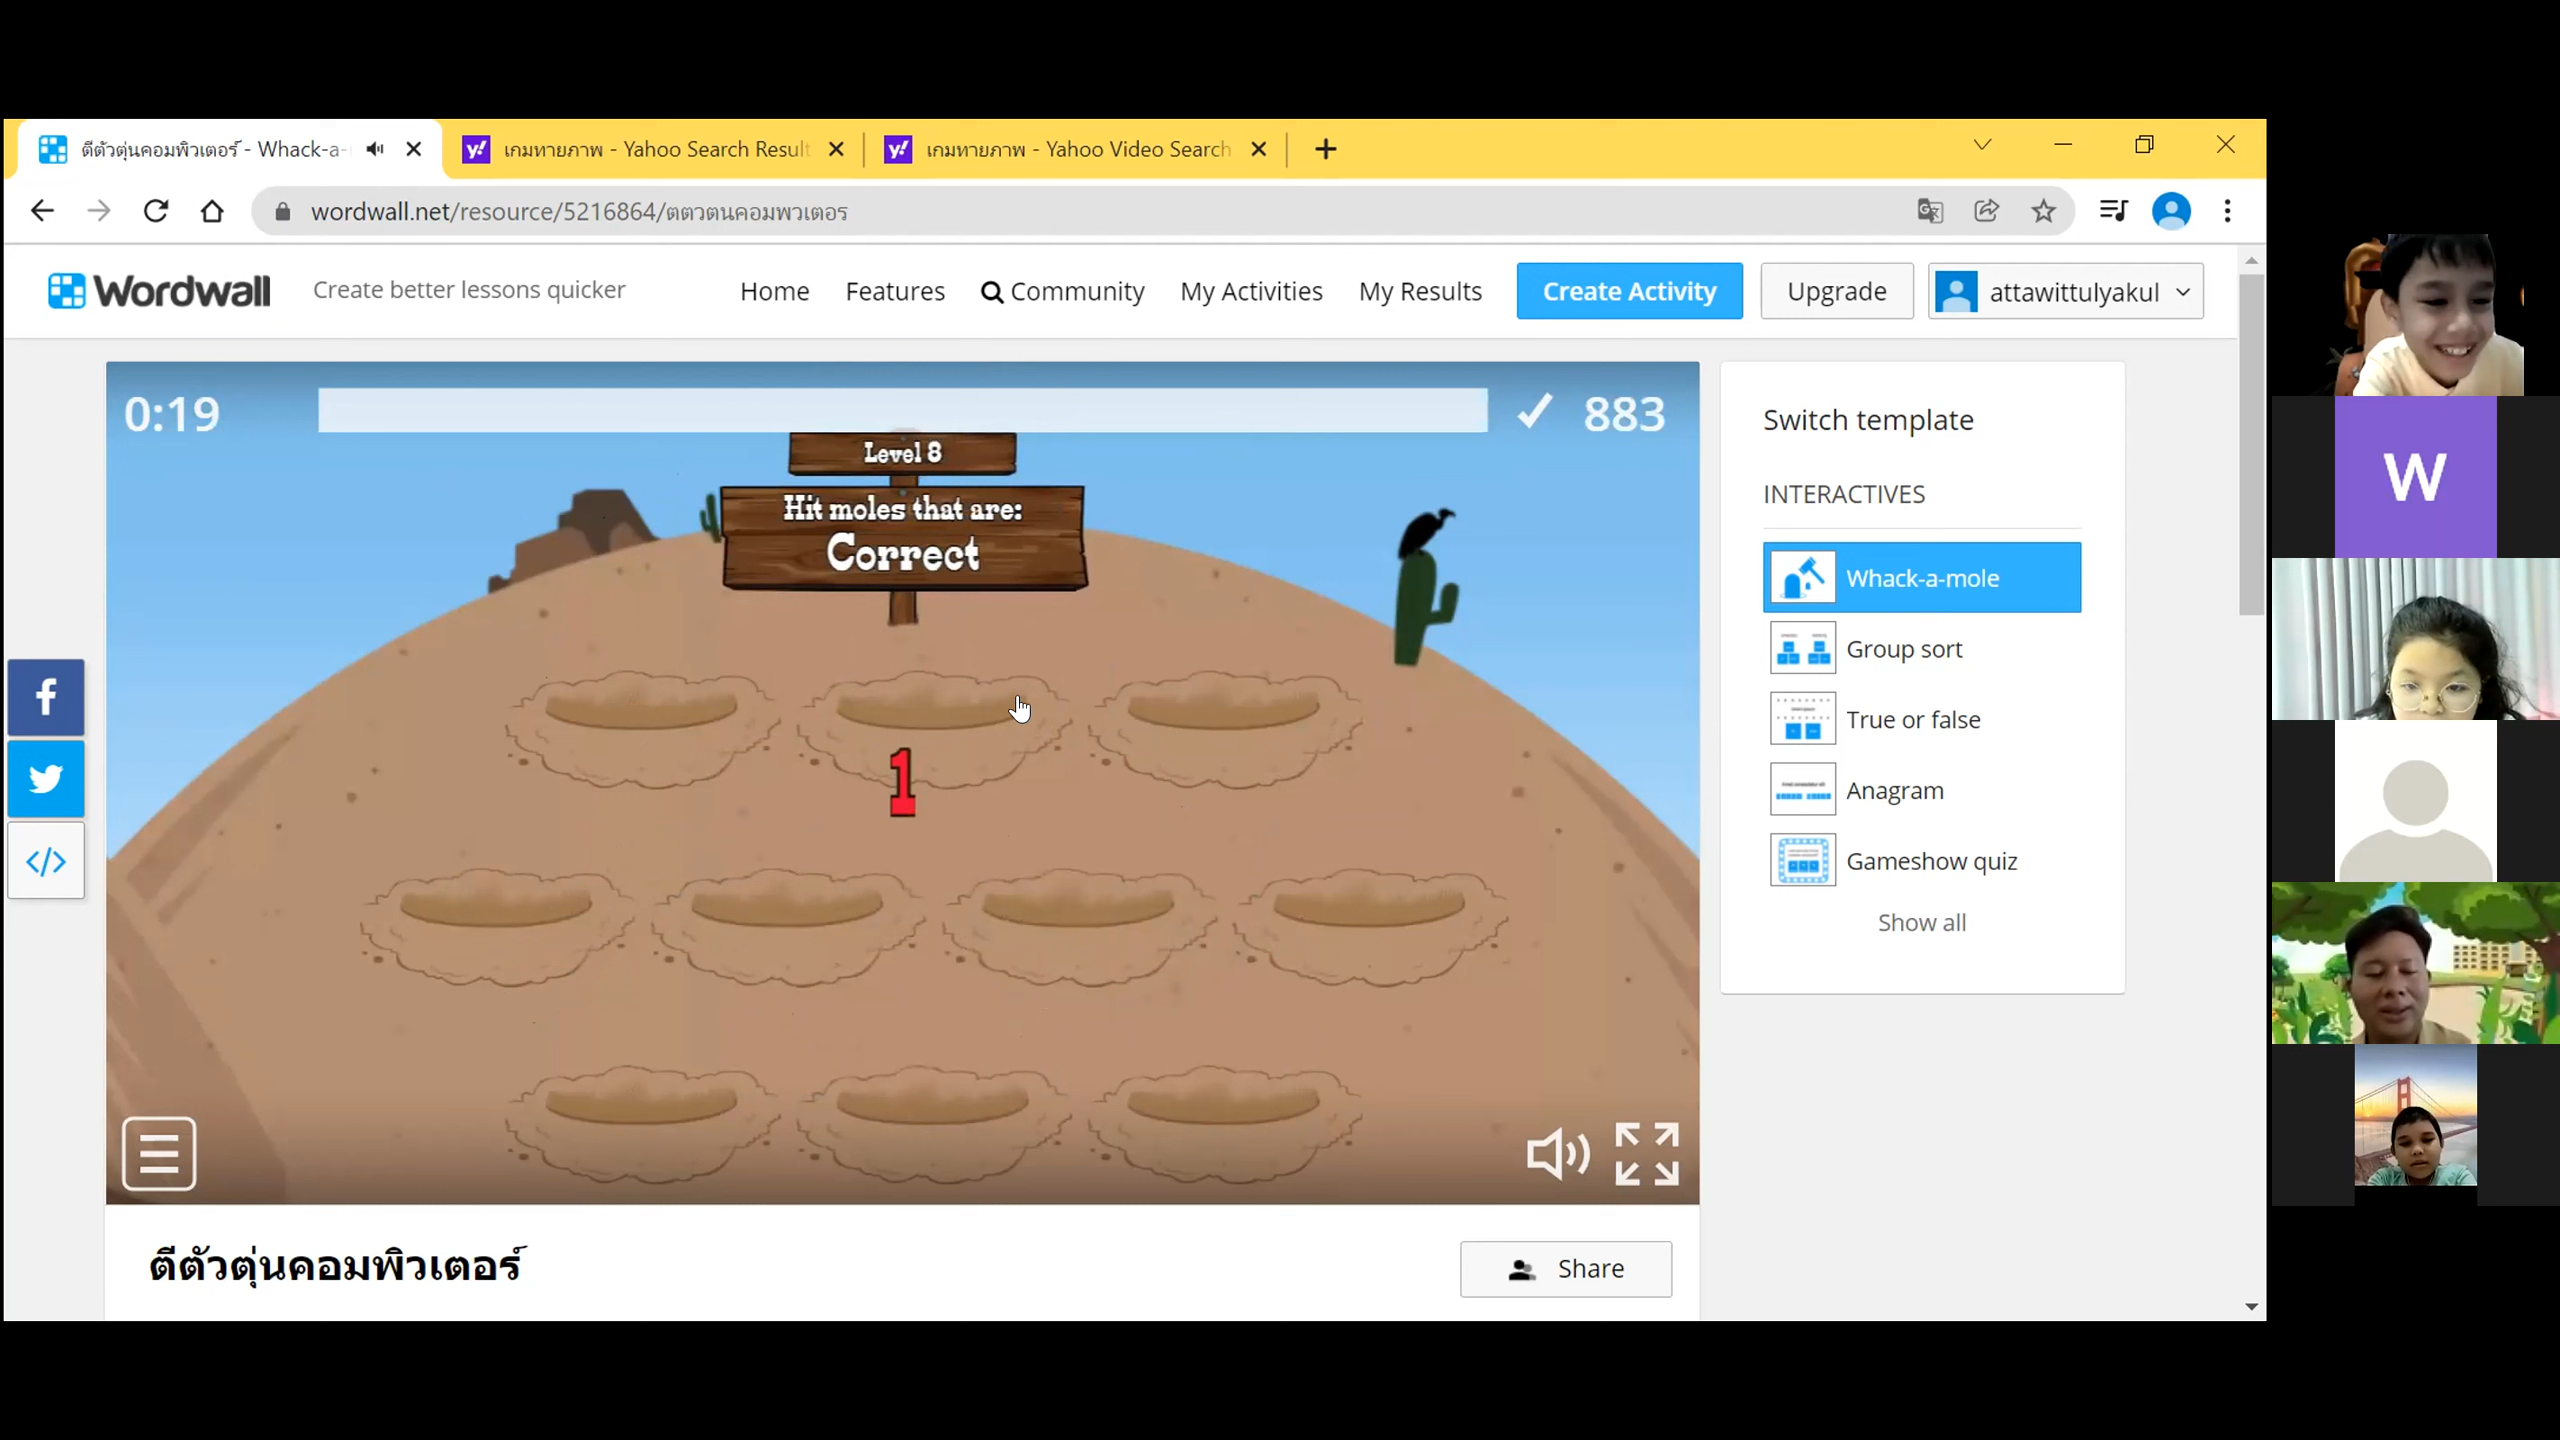 ตีตัวตุ่นคอมพิวเตอร์ - Whack-a-
เกมทายภาพ - Yahoo Search Result
เกมทายภาพ - Yahoo Video Search
wordwall.net/resource/5216864/ตตวตนคอมพวเตอร
Wordwall
Create better lessons quicker
Home
Features
Community
My Activities
My Results
Create Activity
Upgrade
attawittulyakul
0:19
883
Level 8
Hit moles that are:
Correct
1
Switch template
INTERACTIVES
Whack-a-mole
Group sort
True or false
Anagram
Gameshow quiz
Show all
W
ตีตัวตุ่นคอมพิวเตอร์
Share